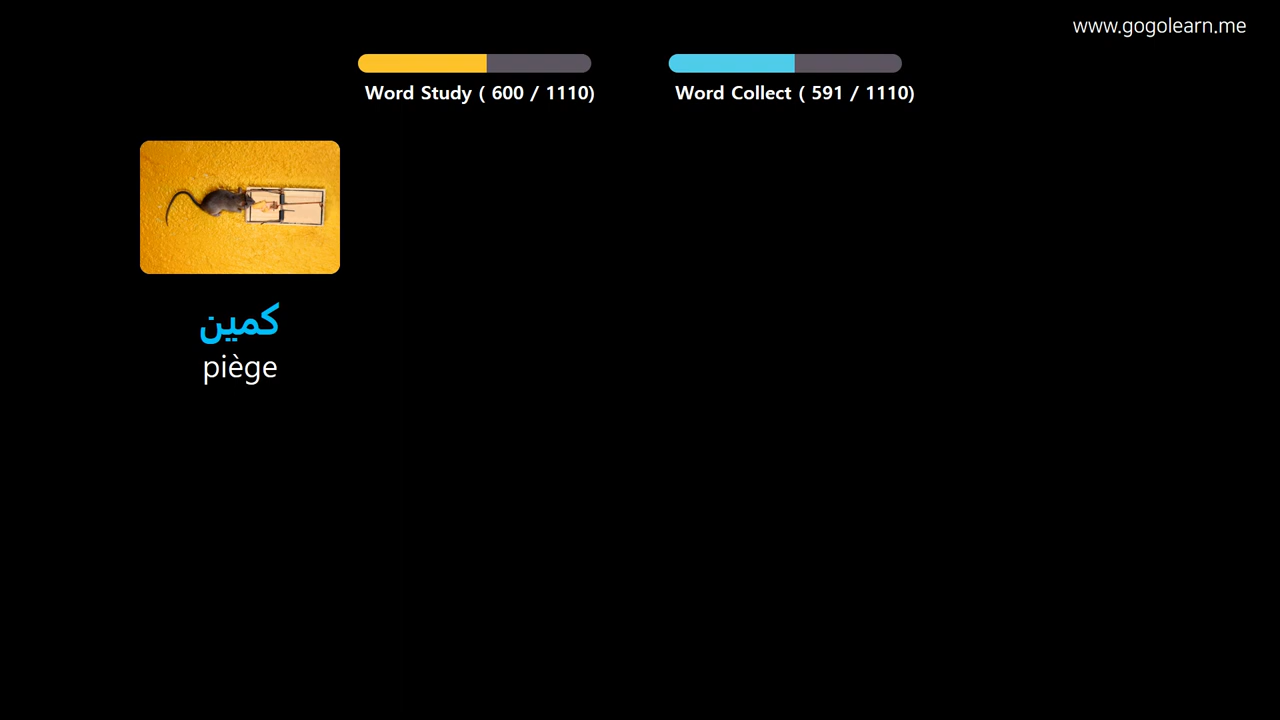 www.gogolearn.me
Word Study ( 600 / 1110)
Word Collect ( 591 / 1110)
كمين
piège